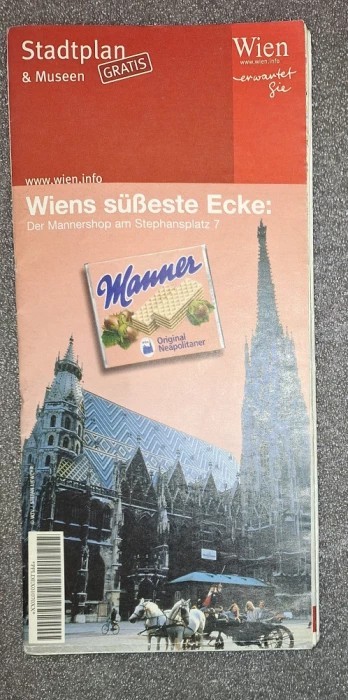 Stadtplan
& Museen
GRATIS
Wien
www.wien.info
erwartet
Sie
www.wien.info
Wiens süßeste Ecke:
Der Mannershop am Stephansplatz 7
Manner
Original
Neapolitaner